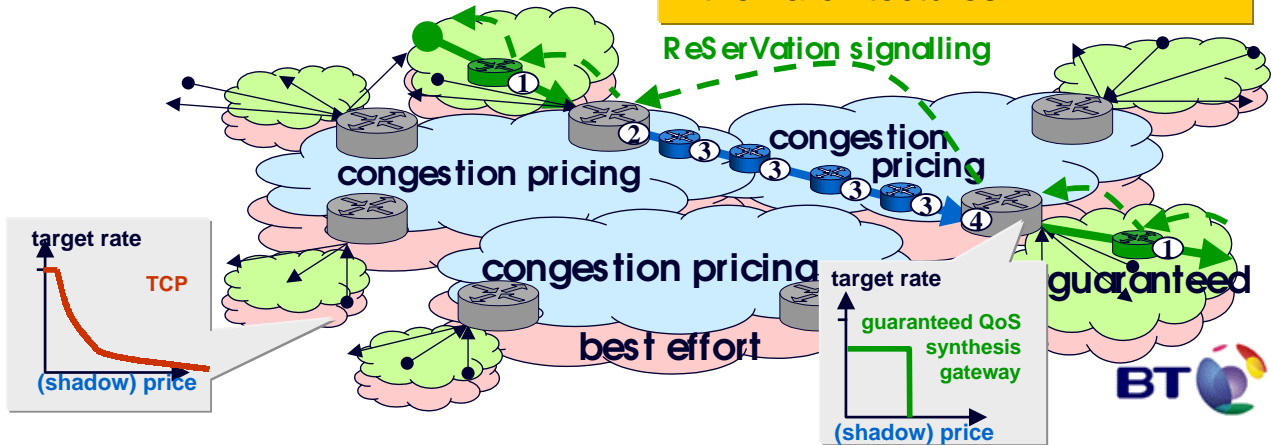 ReSerVation signalling
1
congestion pricing
2
3
3
3
3
4
congestion
pricing
1
guaranteed
congestion pricing
best effort
target rate
TCP
(shadow) price
target rate
guaranteed QoS
synthesis
gateway
(shadow) price
BT